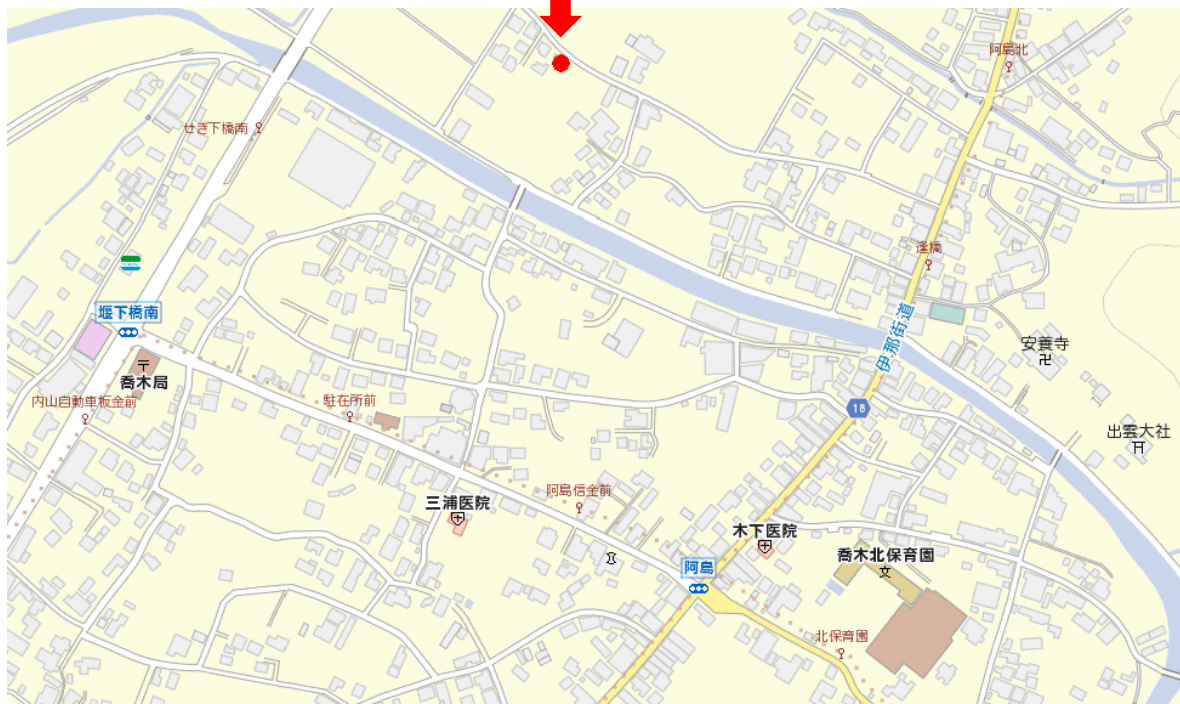 阿島北
せぎ下橋南
逢橋
堰下橋南
伊那街道
安養寺
喬木局
内山自動車板金前
駐在所前
18
出雲大社
阿島信金前
三浦医院
木下医院
喬木北保育園
阿島
北保育園